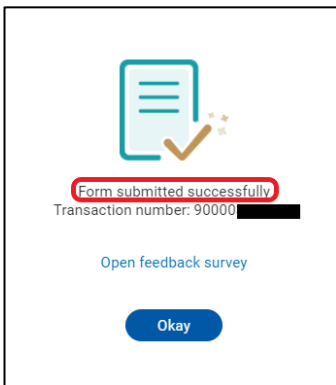 Form submitted successfully
Transaction number: 90000
Open feedback survey
Okay